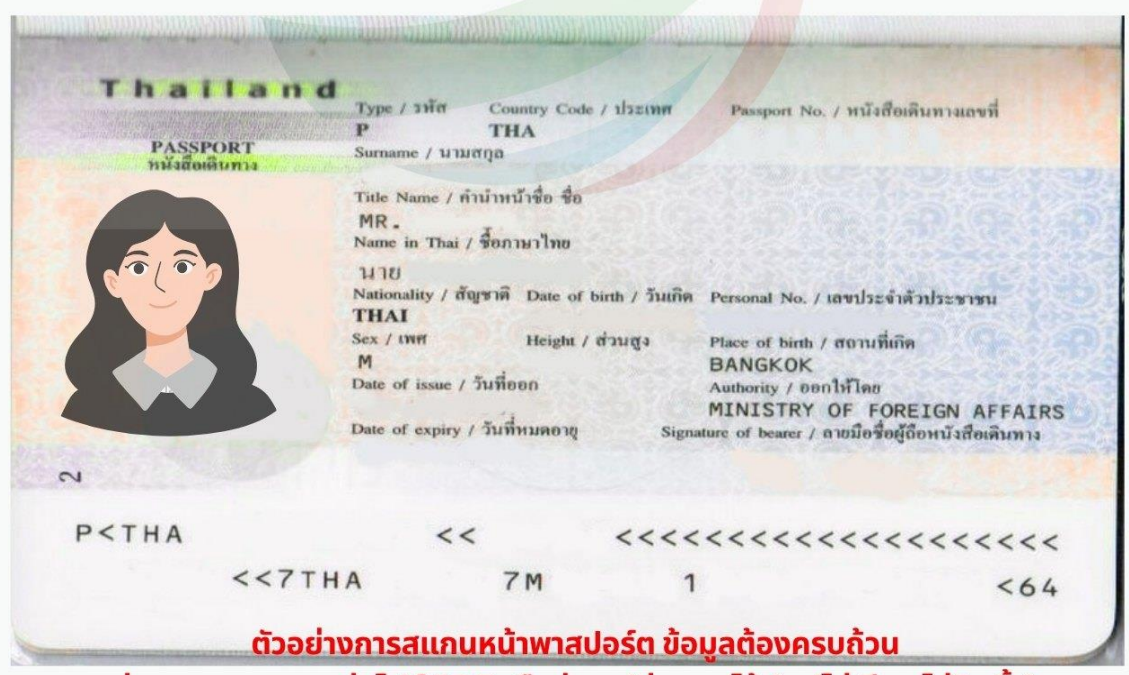 Thailand
Type / รหัส Country Code / ประเทศ Passport No. / หนังสือเดินทางเลขที่
P THA
PASSPORT
หนังสือเดินทาง
Surname / นามสกุล
Title Name / คำนำหน้าชื่อ ชื่อ
MR.
Name in Thai / ชื่อภาษาไทย
นาย
Nationality / สัญชาติ Date of birth / วันเกิด Personal No. / เลขประจำตัวประชาชน
THAI
Sex / เพศ Height / ส่วนสูง Place of birth / สถานที่เกิด
M BANGKOK
Date of issue / วันที่ออก Authority / ออกให้โดย
MINISTRY OF FOREIGN AFFAIRS
Date of expiry / วันที่หมดอายุ Signature of bearer / ลายมือชื่อผู้ถือหนังสือเดินทาง
2
P<THA << <<<<<<<<<<<<<<<<<<<<
<<7THA 7M 1 <64
ตัวอย่างการสแกนหน้าพาสปอร์ต ข้อมูลต้องครบถ้วน